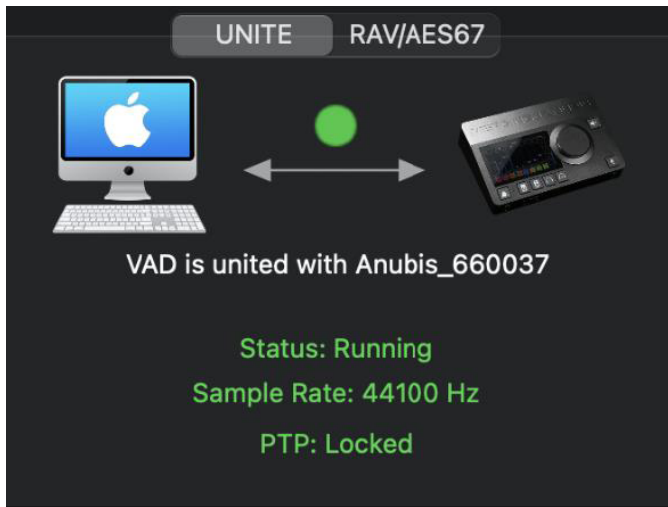 UNITE RAV/AES67
VAD is united with Anubis_660037
Status: Running
Sample Rate: 44100 Hz
PTP: Locked